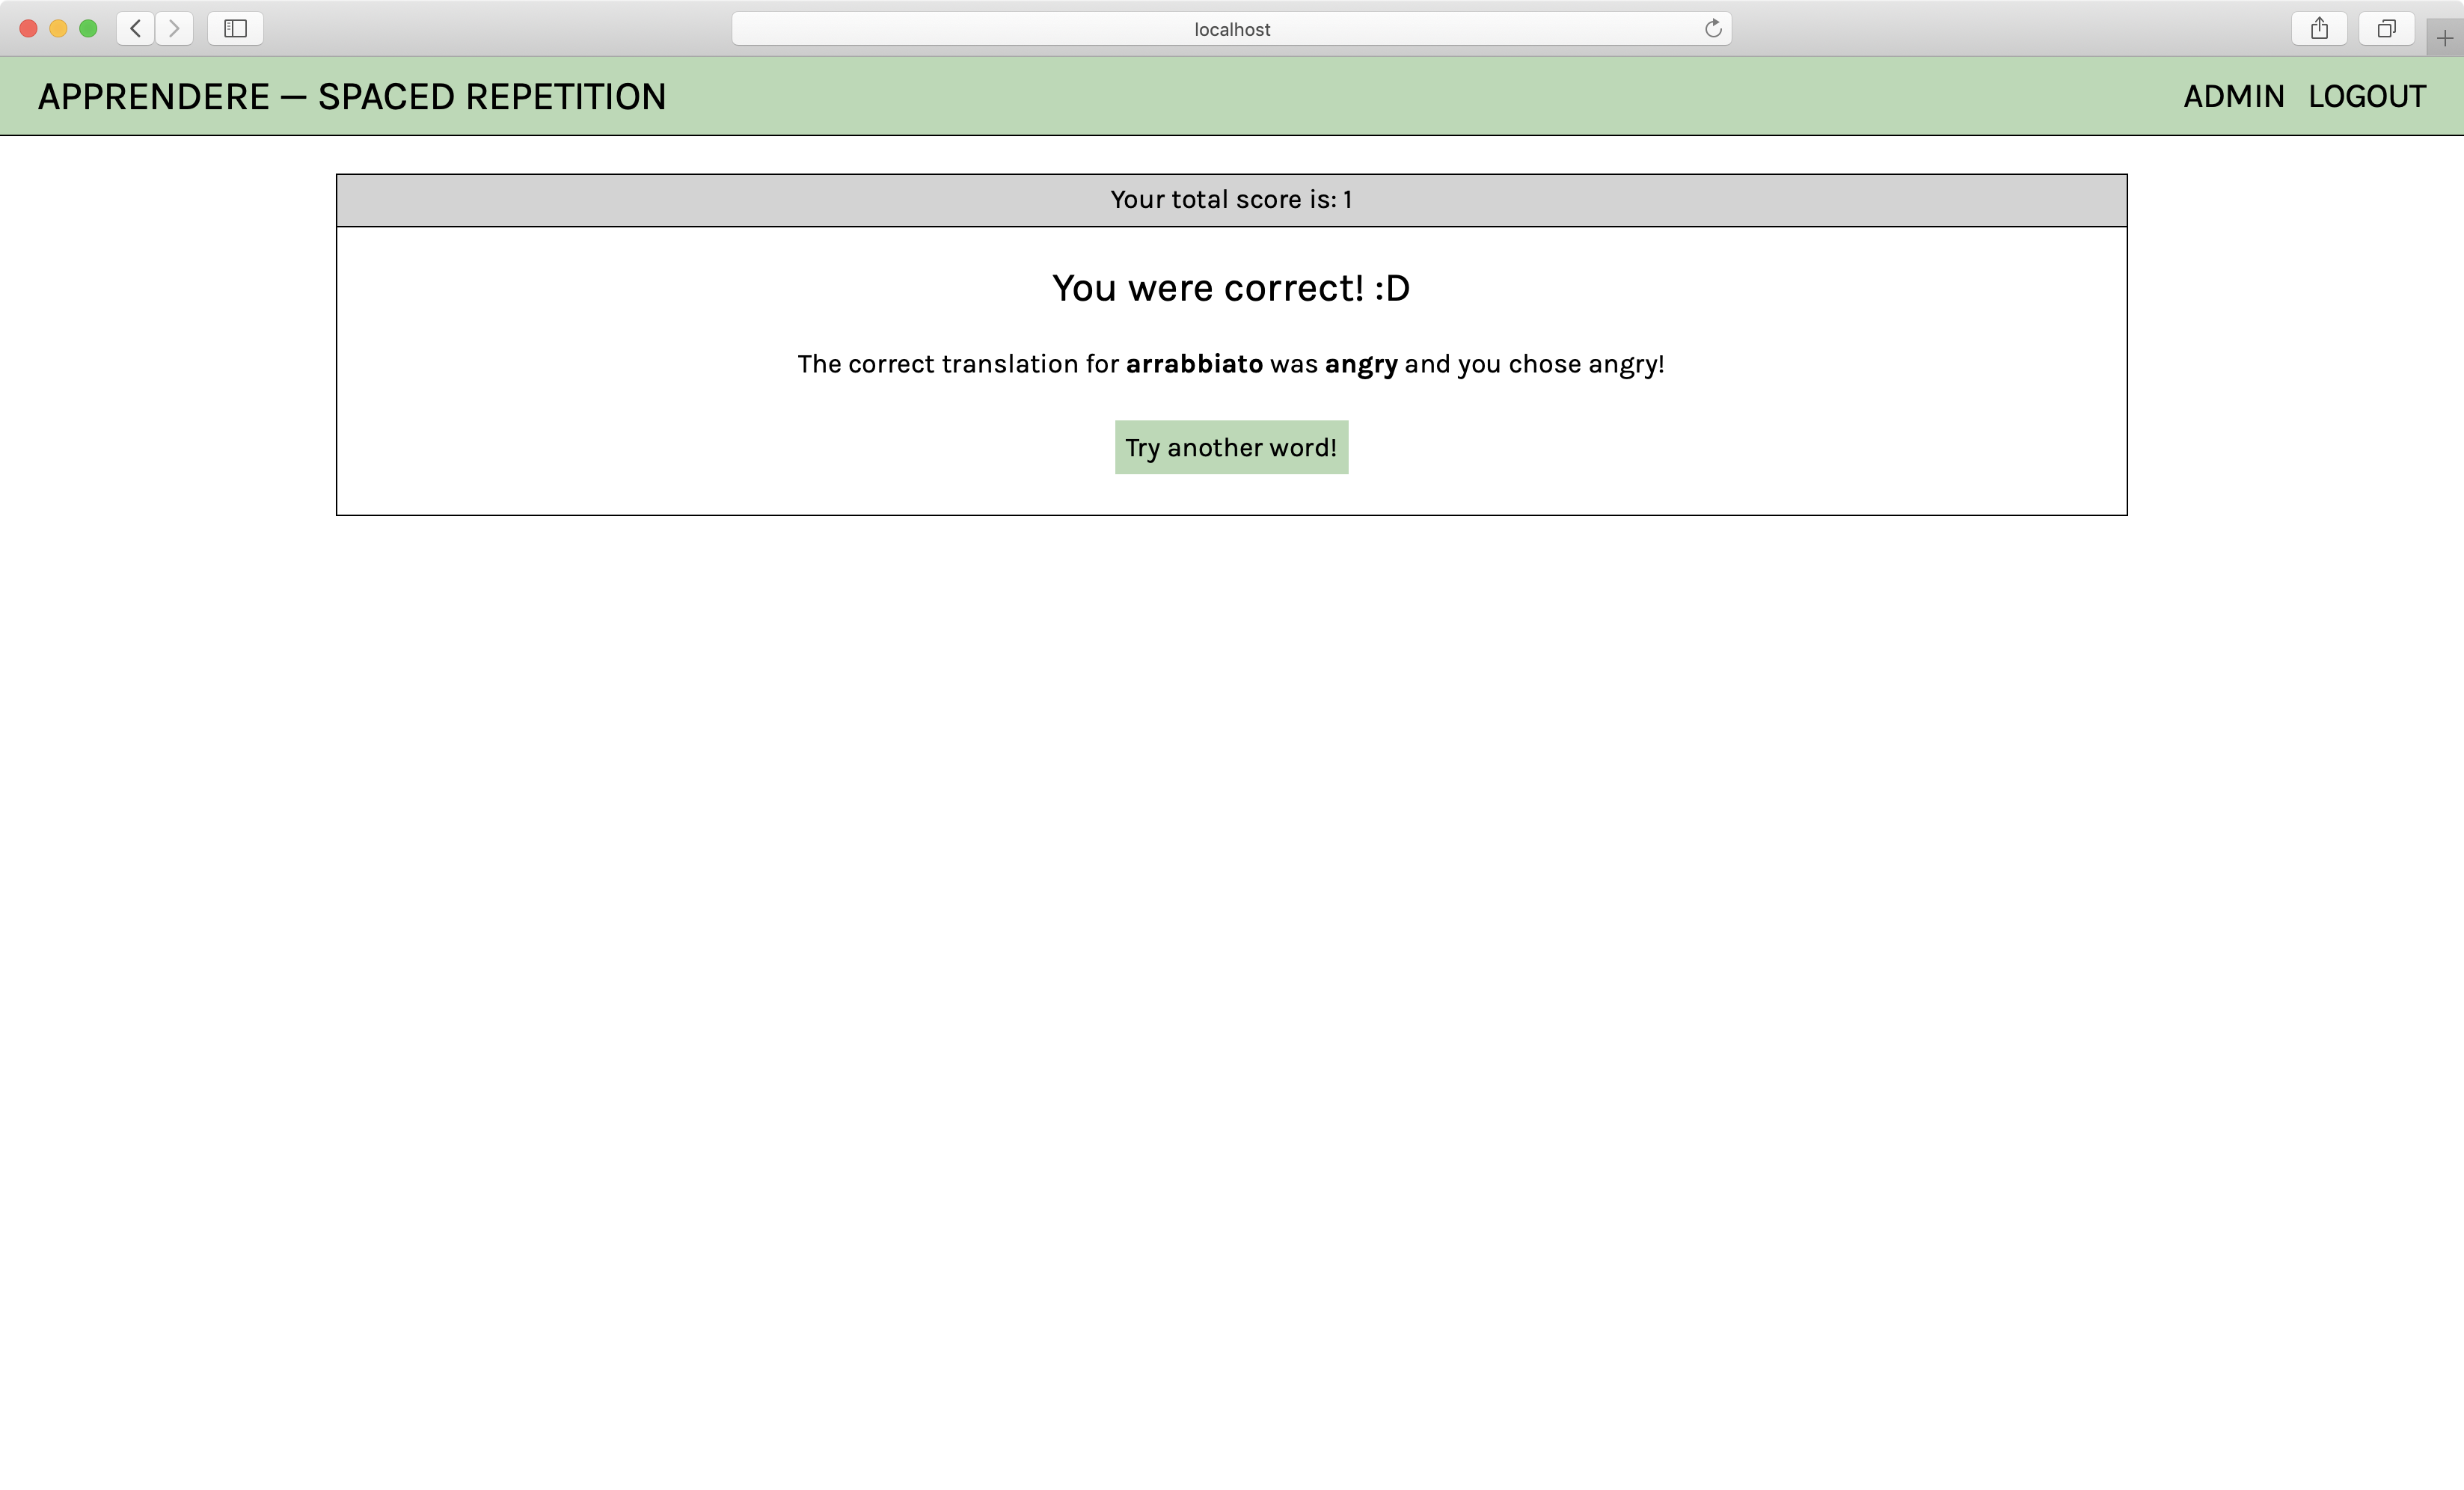 localhost
APPRENDERE — SPACED REPETITION
ADMIN LOGOUT
Your total score is: 1
You were correct! :D
The correct translation for arrabbiato was angry and you chose angry!
Try another word!